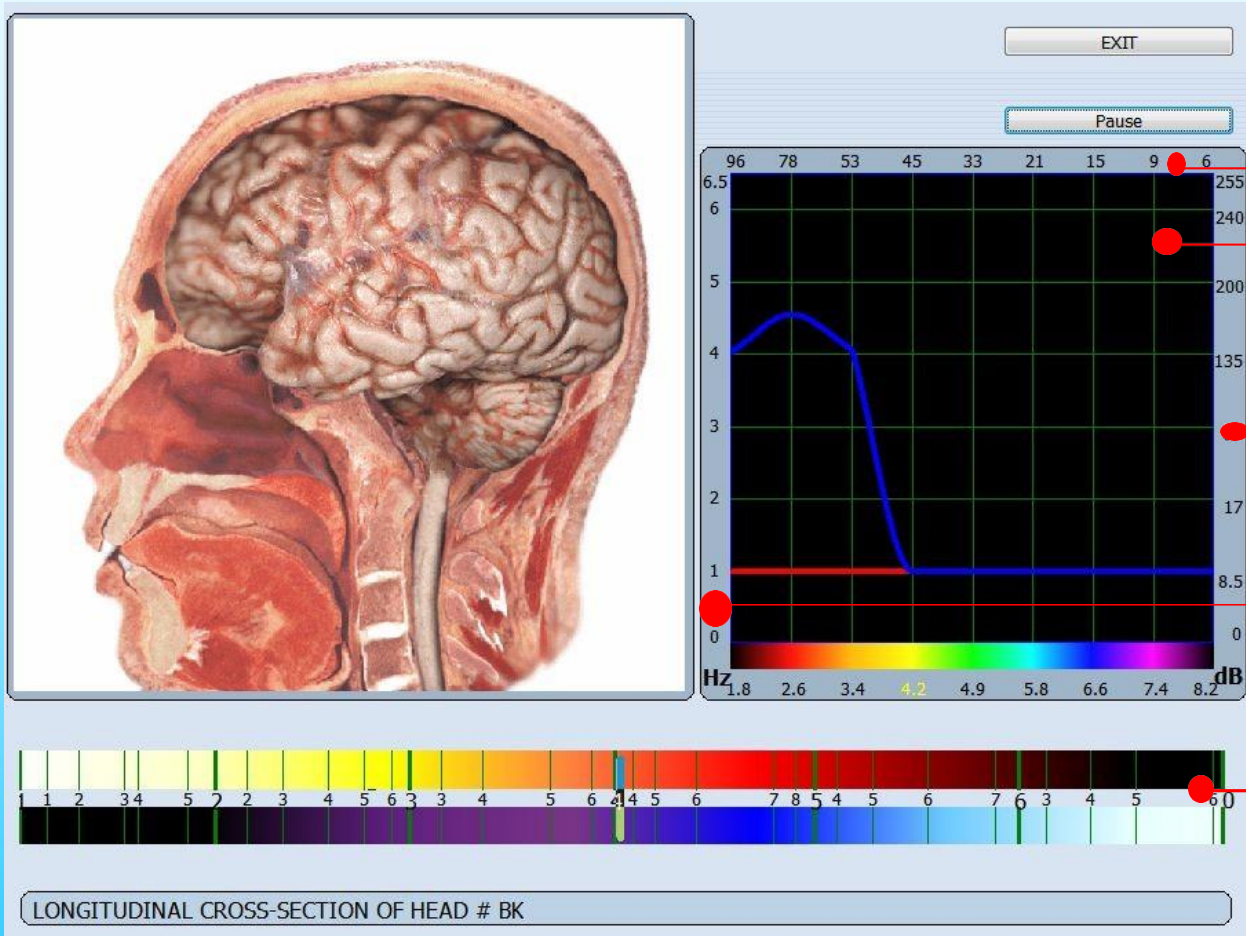 EXIT
Pause
96 78 53 45 33 21 15 9 6
6.5 255
6 240
5 200
4 135
3
2 17
1 8.5
0 0
Hz dB
1.8 2.6 3.4 4.2 4.9 5.8 6.6 7.4 8.2
1 1 2 3 4 5 2 2 3 4 5 6 3 3 4 5 6 4 4 5 6 7 8 5 4 5 6 7 6 3 4 5 6 0
LONGITUDINAL CROSS-SECTION OF HEAD # BK